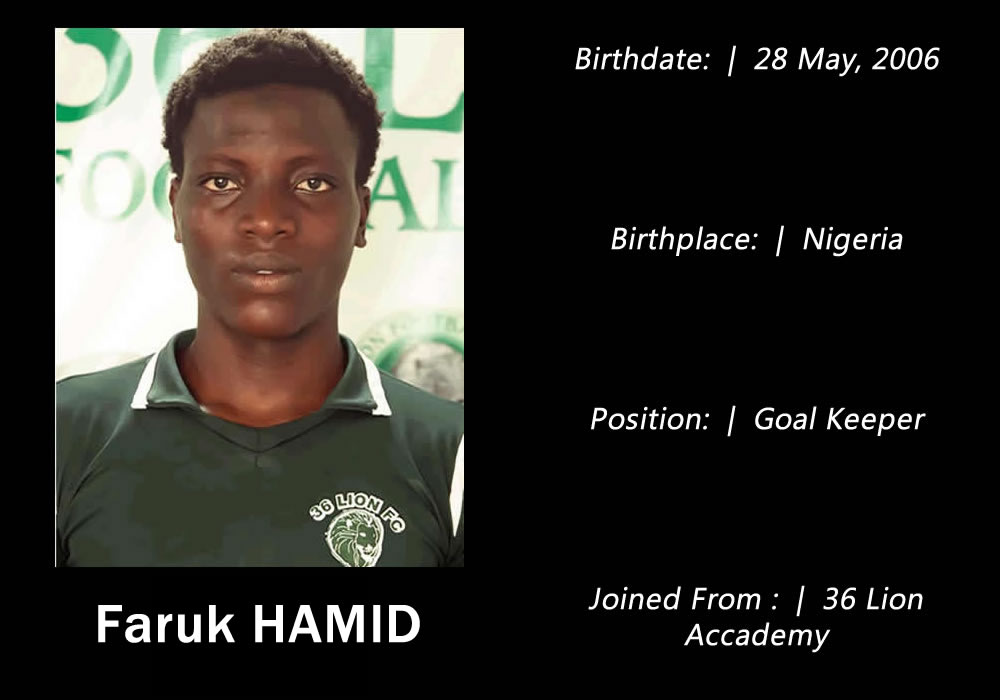 36 LION FC
Faruk HAMID
Birthdate: | 28 May, 2006
Birthplace: | Nigeria
Position: | Goal Keeper
Joined From : | 36 Lion
Accademy